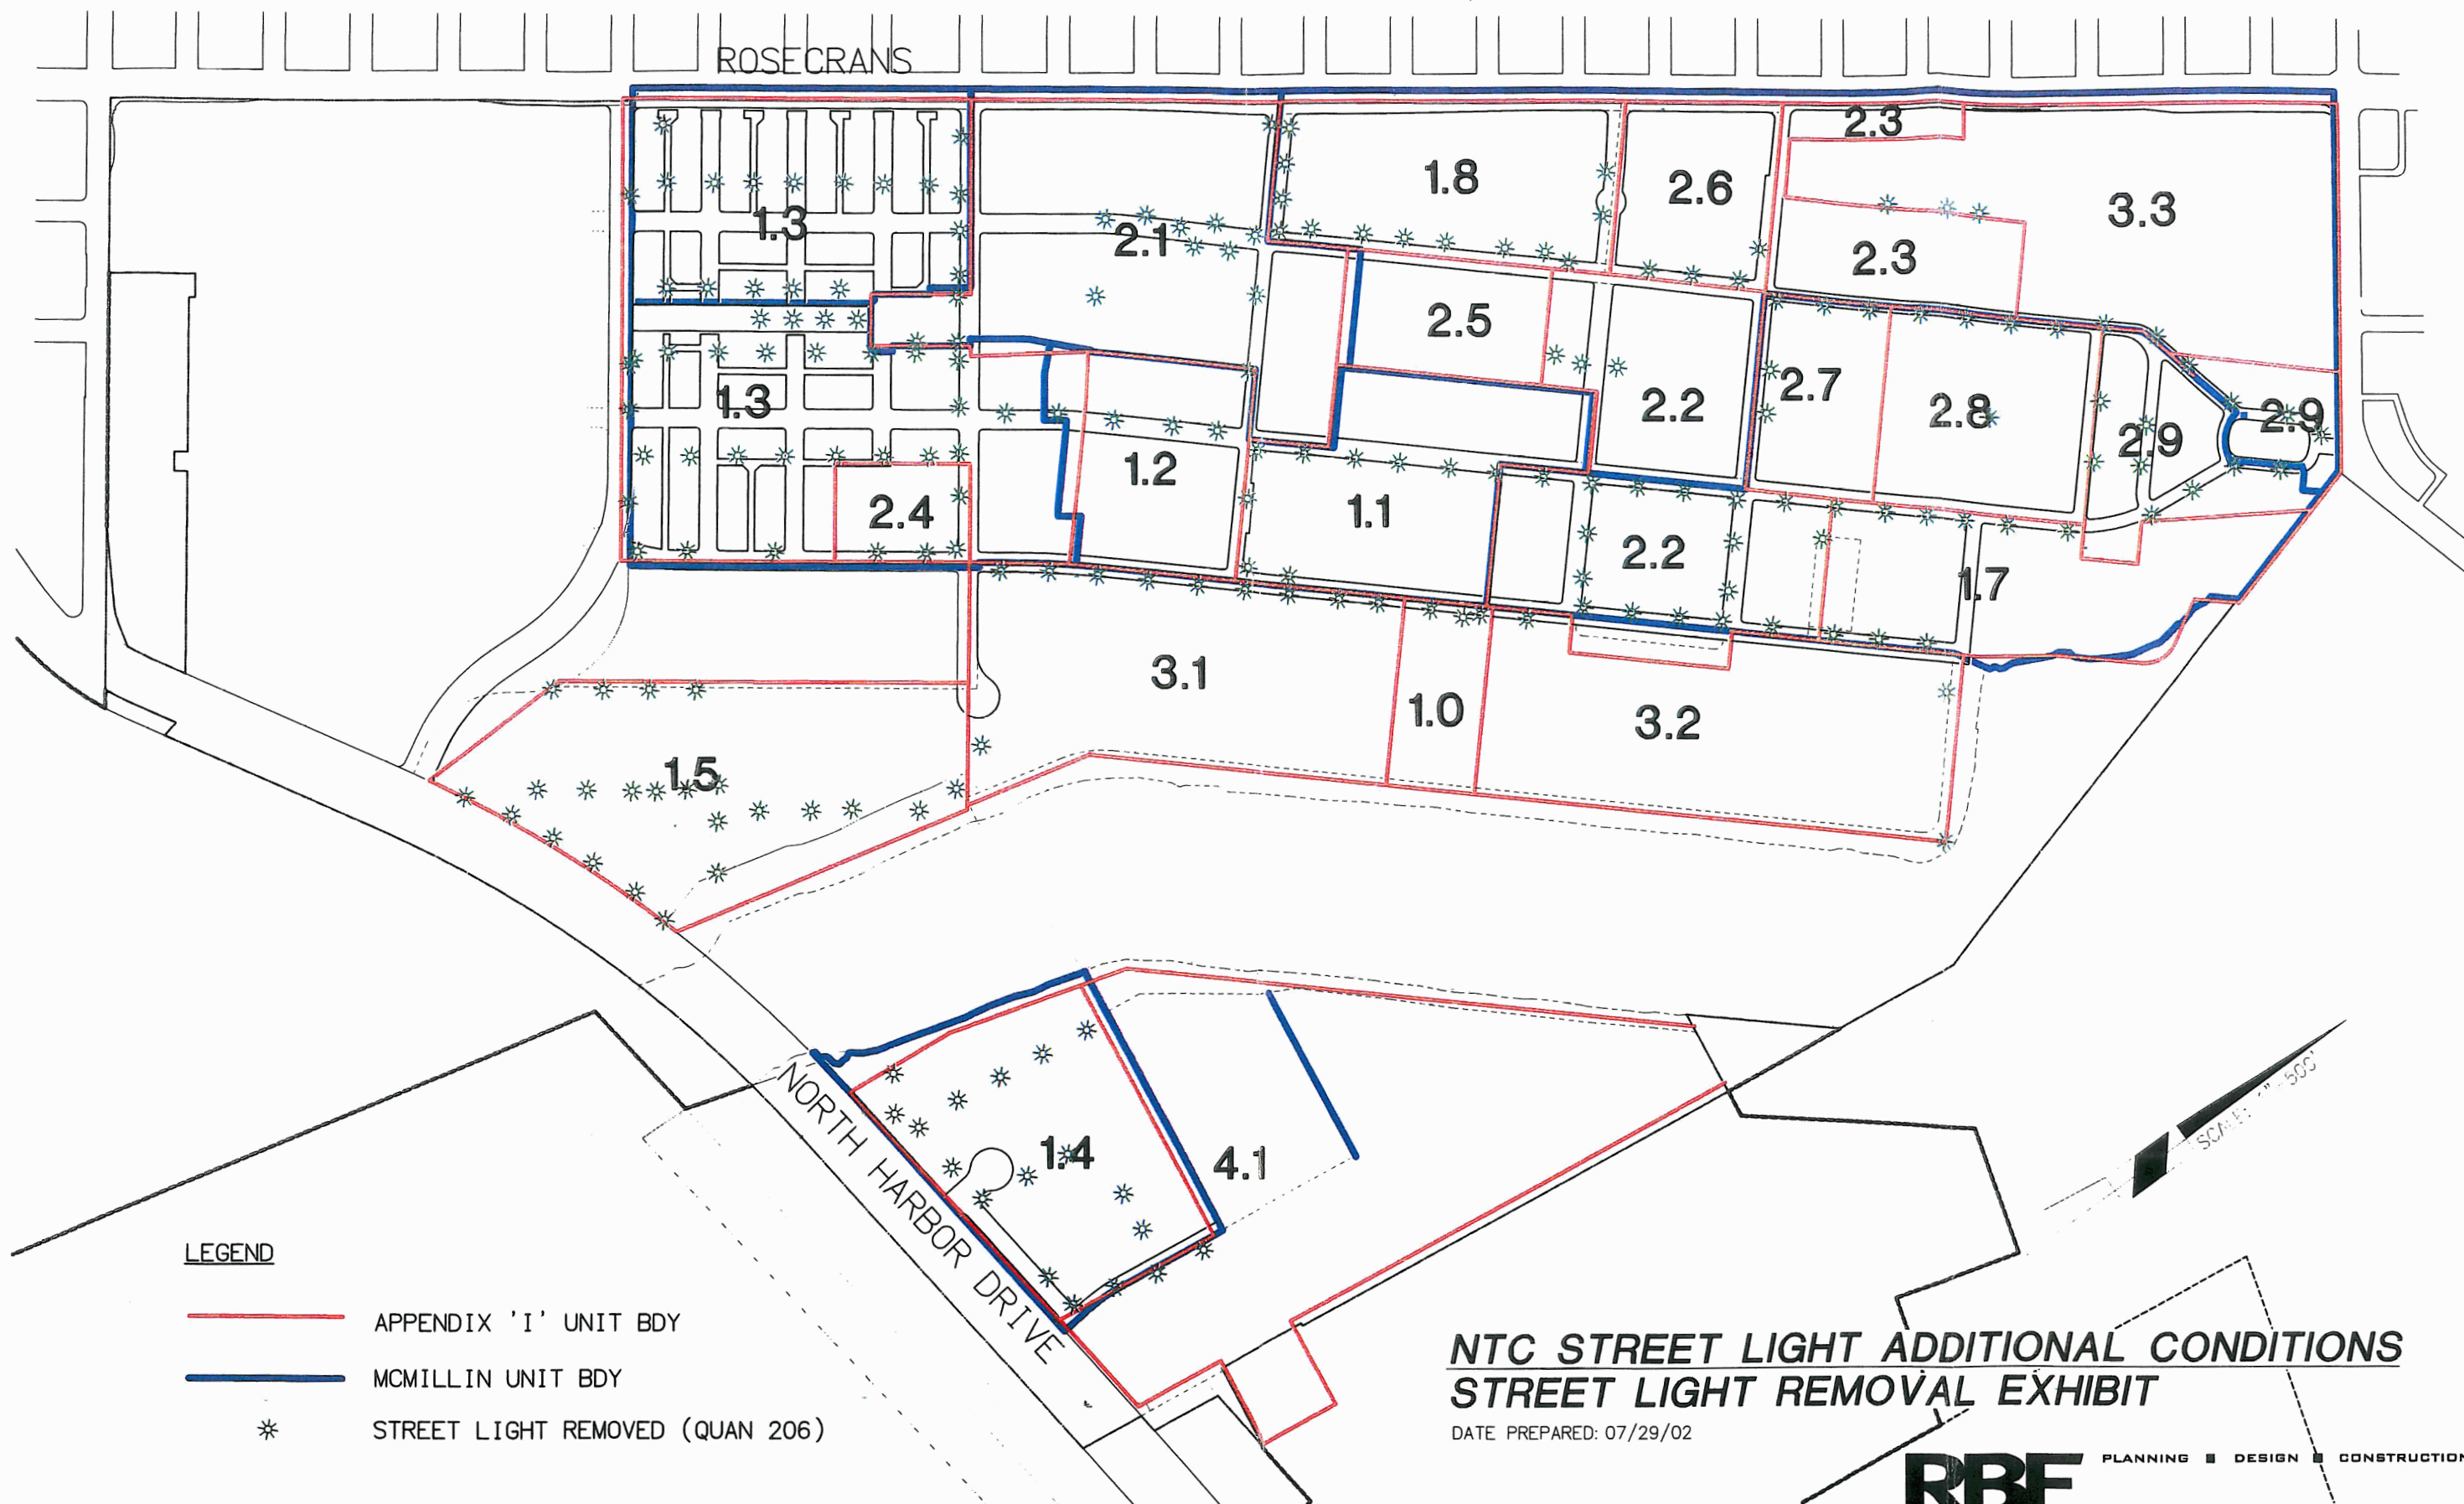 ROSECRANS
2.3
1.8
2.6
3.3
1.3
2.1
2.3
2.5
2.7
1.3
2.2
2.8
2.9
2.9
1.2
2.4
1.1
2.2
1.7
3.1
1.0
3.2
1.5
NORTH HARBOR DRIVE
1.4
4.1
LEGEND
APPENDIX 'I' UNIT BDY
MCMILLIN UNIT BDY
STREET LIGHT REMOVED (QUAN 206)
NTC STREET LIGHT ADDITIONAL CONDITIONS
STREET LIGHT REMOVAL EXHIBIT
DATE PREPARED: 07/29/02
RBF
PLANNING ■ DESIGN ■ CONSTRUCTION